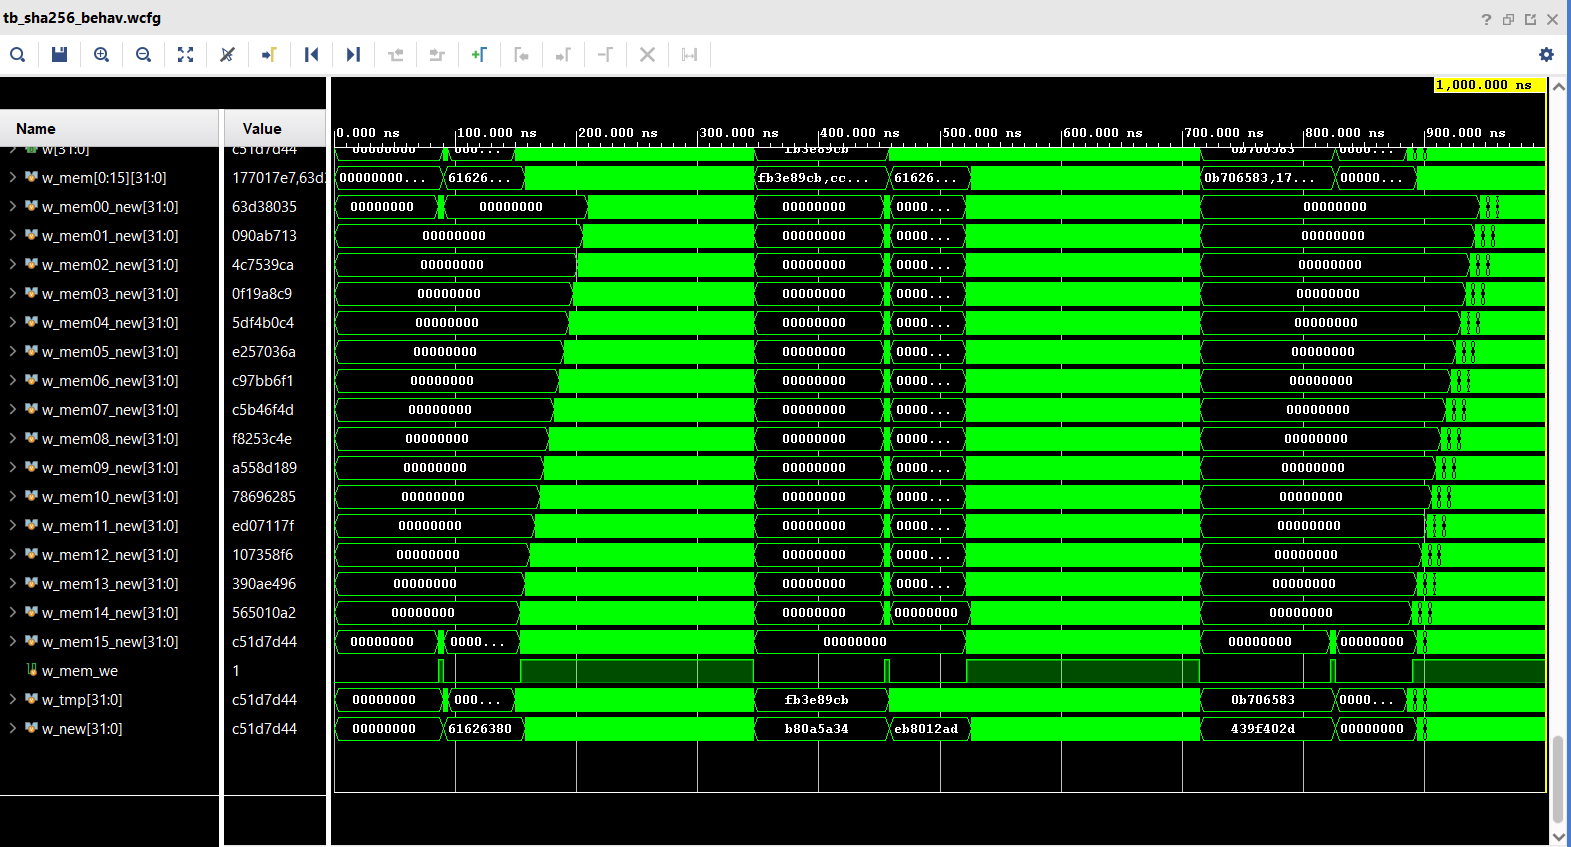 tb_sha256_behav.wcfg
1,000.000 ns
Name Value
0.000 ns 100.000 ns 200.000 ns 300.000 ns 400.000 ns 500.000 ns 600.000 ns 700.000 ns 800.000 ns 900.000 ns
w[31:0] c51d7d44 00000000 000... fb3e89cb 0b706583 0000...
w_mem[0:15][31:0] 177017e7,63d 00000000... 61626... fb3e89cb,cc... 61626... 0b706583,17... 00000...
w_mem00_new[31:0] 63d38035 00000000 00000000 00000000 0000... 00000000
w_mem01_new[31:0] 090ab713 00000000 00000000 0000... 00000000
w_mem02_new[31:0] 4c7539ca 00000000 00000000 0000... 00000000
w_mem03_new[31:0] 0f19a8c9 00000000 00000000 0000... 00000000
w_mem04_new[31:0] 5df4b0c4 00000000 00000000 0000... 00000000
w_mem05_new[31:0] e257036a 00000000 00000000 0000... 00000000
w_mem06_new[31:0] c97bb6f1 00000000 00000000 0000... 00000000
w_mem07_new[31:0] c5b46f4d 00000000 00000000 0000... 00000000
w_mem08_new[31:0] f8253c4e 00000000 00000000 0000... 00000000
w_mem09_new[31:0] a558d189 00000000 00000000 0000... 00000000
w_mem10_new[31:0] 78696285 00000000 00000000 0000... 00000000
w_mem11_new[31:0] ed07117f 00000000 00000000 0000... 00000000
w_mem12_new[31:0] 107358f6 00000000 00000000 0000... 00000000
w_mem13_new[31:0] 390ae496 00000000 00000000 0000... 00000000
w_mem14_new[31:0] 565010a2 00000000 00000000 00000000 00000000
w_mem15_new[31:0] c51d7d44 00000000 0000... 00000000 00000000 00000000
w_mem_we 1
w_tmp[31:0] c51d7d44 00000000 000... fb3e89cb 0b706583 0000...
w_new[31:0] c51d7d44 00000000 61626380 b80a5a34 eb8012ad 439f402d 00000000